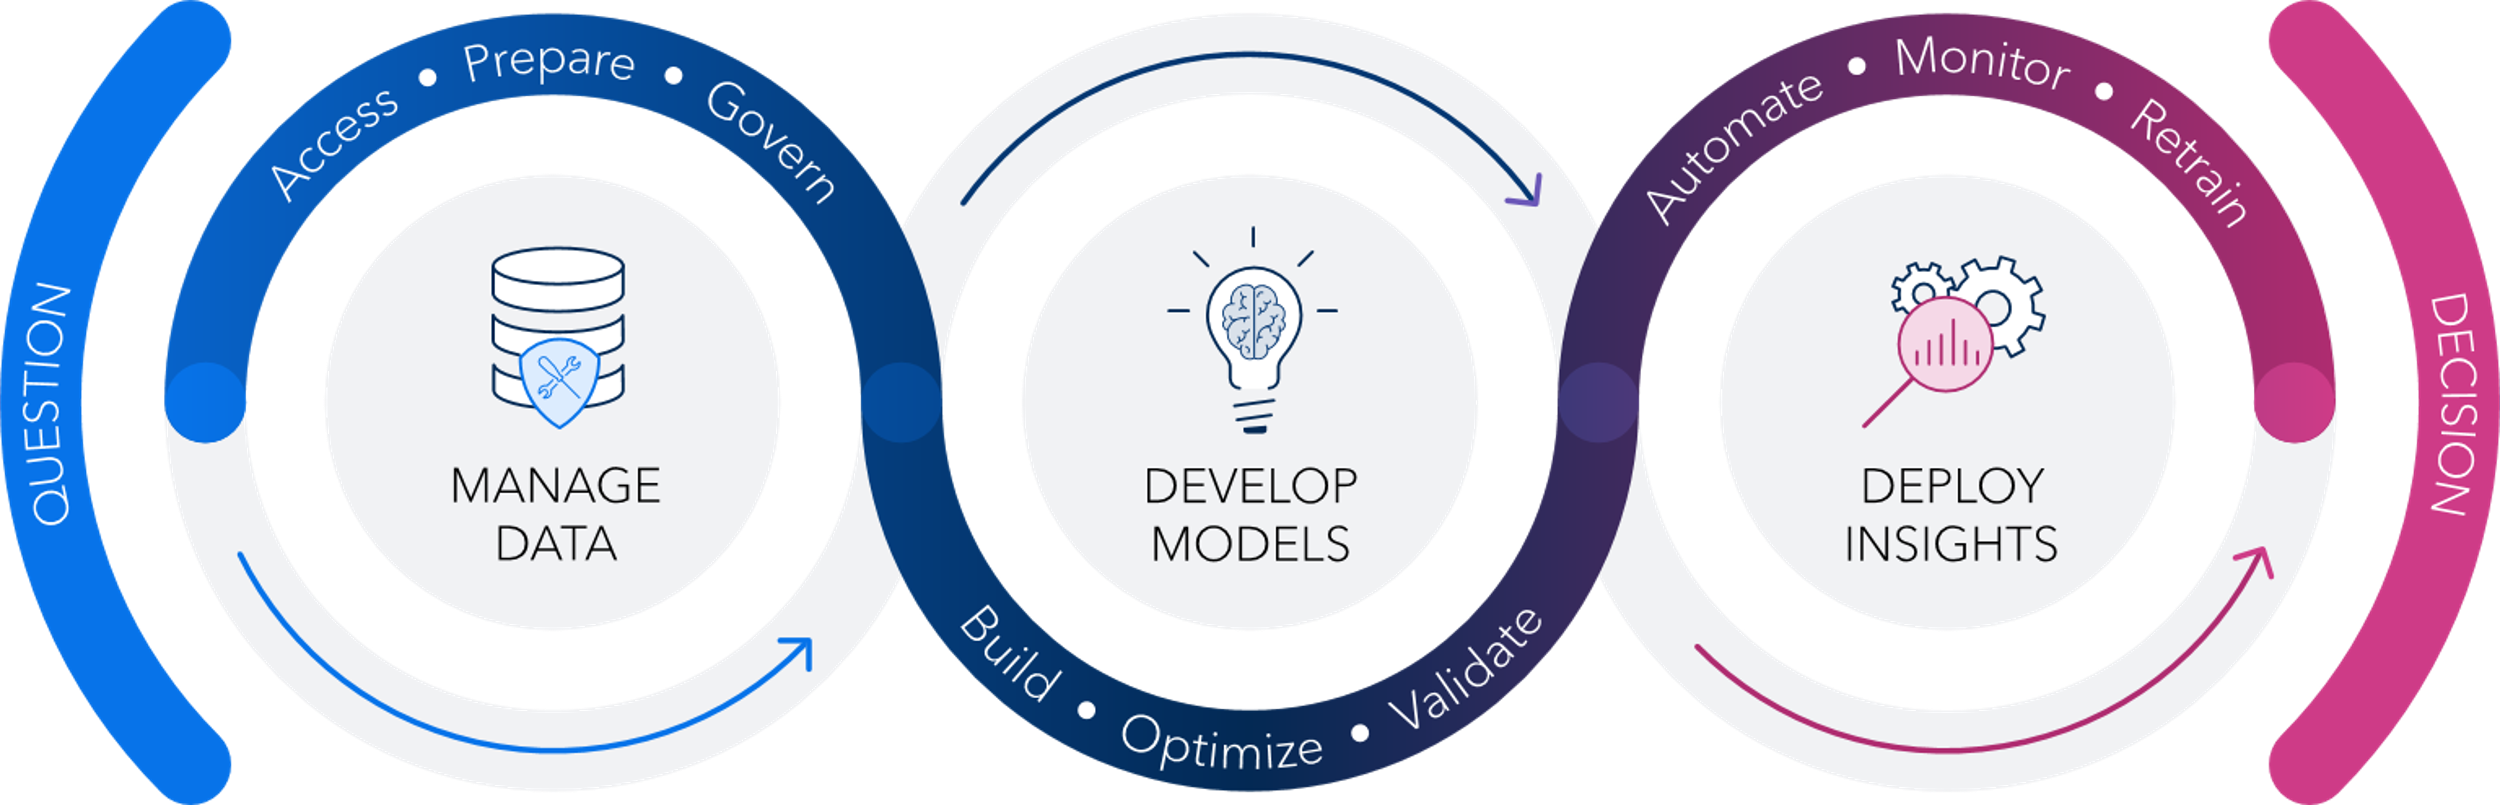 QUESTION
Access • Prepare • Govern
MANAGE
DATA
Build • Optimize • Validate
DEVELOP
MODELS
Automate • Monitor • Retrain
DEPLOY
INSIGHTS
DECISION